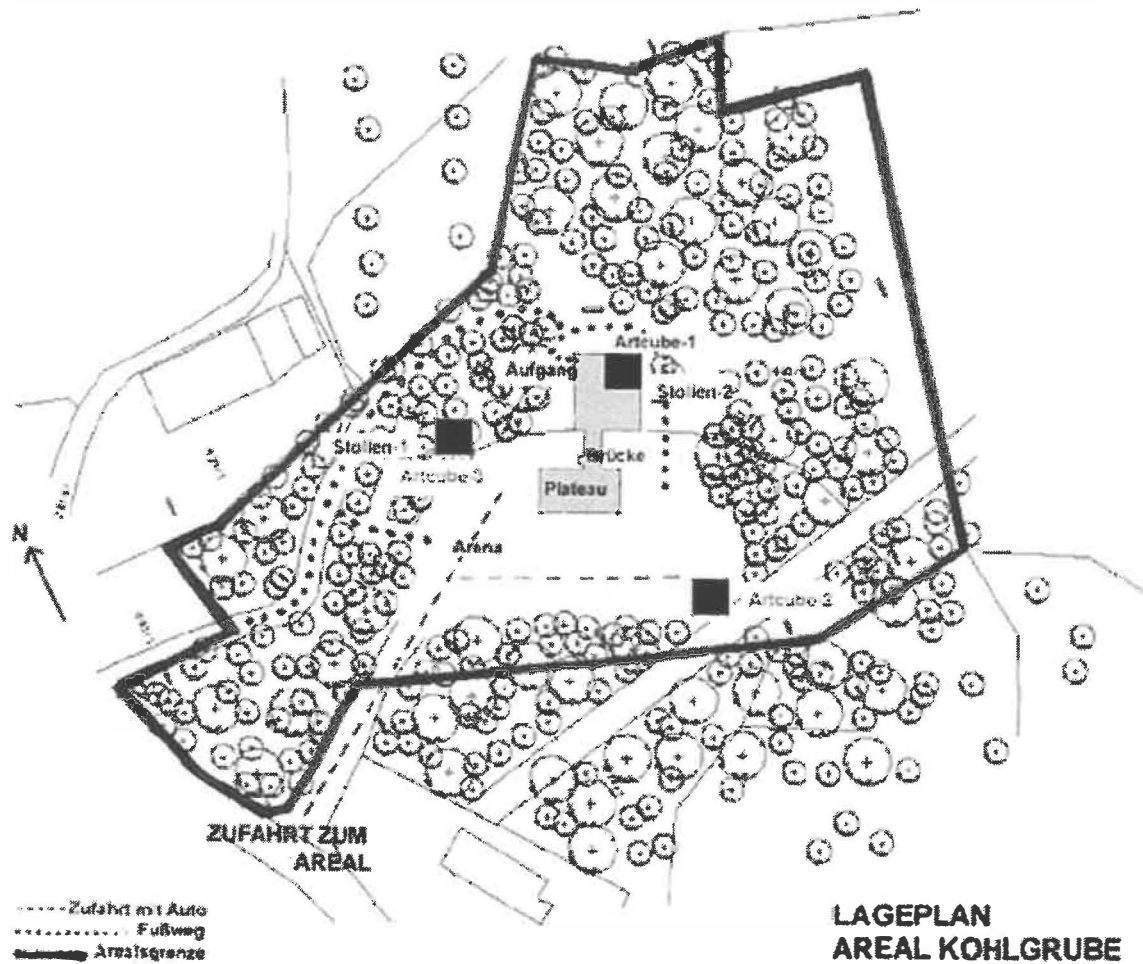 Artcube-1
Aufgang
Stollen-2
Stollen-1
Brücke
Artcube-3
Plateau
N
Arena
Artcube-2
ZUFAHRT ZUM
AREAL
Zufahrt mit Auto
Fußweg
Arealsgrenze
LAGEPLAN
AREAL KOHLGRUBE